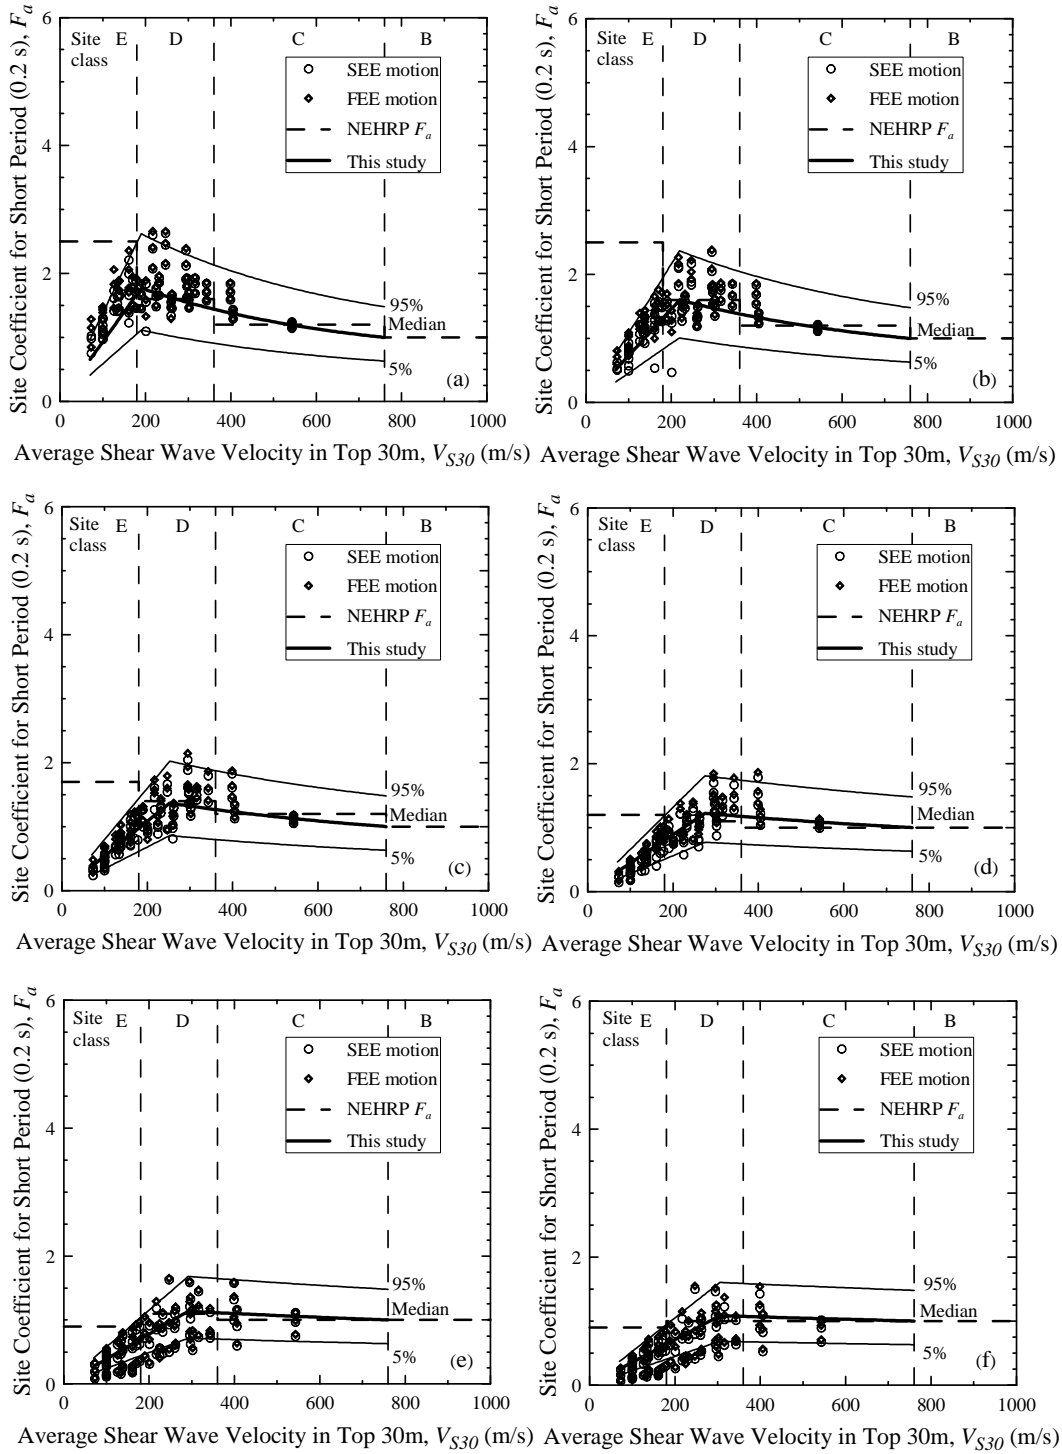 Site Coefficient for Short Period (0.2 s), Fa
6
4
2
0
Site class
E
D
C
B
SEE motion
FEE motion
NEHRP Fa
This study
95%
Median
5%
(a)
0 200 400 600 800 1000
Average Shear Wave Velocity in Top 30m, VS30 (m/s)
Site Coefficient for Short Period (0.2 s), Fa
6
4
2
0
Site class
E
D
C
B
SEE motion
FEE motion
NEHRP Fa
This study
95%
Median
5%
(b)
0 200 400 600 800 1000
Average Shear Wave Velocity in Top 30m, VS30 (m/s)
Site Coefficient for Short Period (0.2 s), Fa
6
4
2
0
Site class
E
D
C
B
SEE motion
FEE motion
NEHRP Fa
This study
95%
Median
5%
(c)
0 200 400 600 800 1000
Average Shear Wave Velocity in Top 30m, VS30 (m/s)
Site Coefficient for Short Period (0.2 s), Fa
6
4
2
0
Site class
E
D
C
B
SEE motion
FEE motion
NEHRP Fa
This study
95%
Median
5%
(d)
0 200 400 600 800 1000
Average Shear Wave Velocity in Top 30m, VS30 (m/s)
Site Coefficient for Short Period (0.2 s), Fa
6
4
2
0
Site class
E
D
C
B
SEE motion
FEE motion
NEHRP Fa
This study
95%
Median
5%
(e)
0 200 400 600 800 1000
Average Shear Wave Velocity in Top 30m, VS30 (m/s)
Site Coefficient for Short Period (0.2 s), Fa
6
4
2
0
Site class
E
D
C
B
SEE motion
FEE motion
NEHRP Fa
This study
95%
Median
5%
(f)
0 200 400 600 800 1000
Average Shear Wave Velocity in Top 30m, VS30 (m/s)